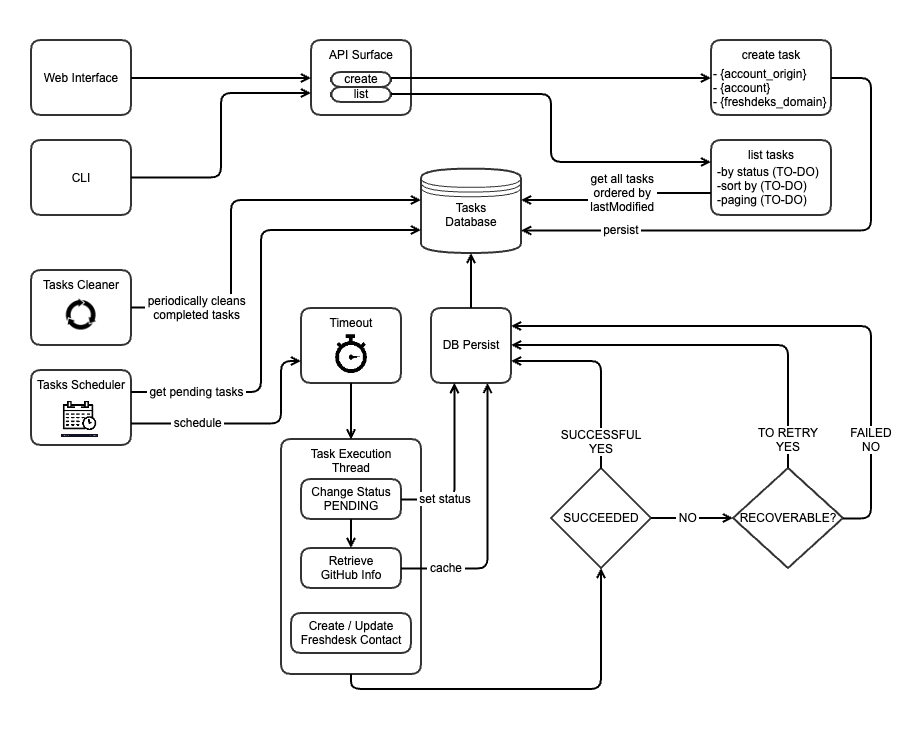 Web Interface
API Surface
create
list
create task
- {account_origin}
- {account}
- {freshdeks_domain}
CLI
list tasks
-by status (TO-DO)
-sort by (TO-DO)
-paging (TO-DO)
get all tasks
ordered by
lastModified
Tasks
Database
persist
Tasks Cleaner
periodically cleans
completed tasks
Timeout
DB Persist
Tasks Scheduler
get pending tasks
schedule
SUCCESSFUL
YES
TO RETRY
YES
FAILED
NO
Task Execution
Thread
Change Status
PENDING
set status
SUCCEEDED
NO
RECOVERABLE?
Retrieve
GitHub Info
cache
Create / Update
Freshdesk Contact